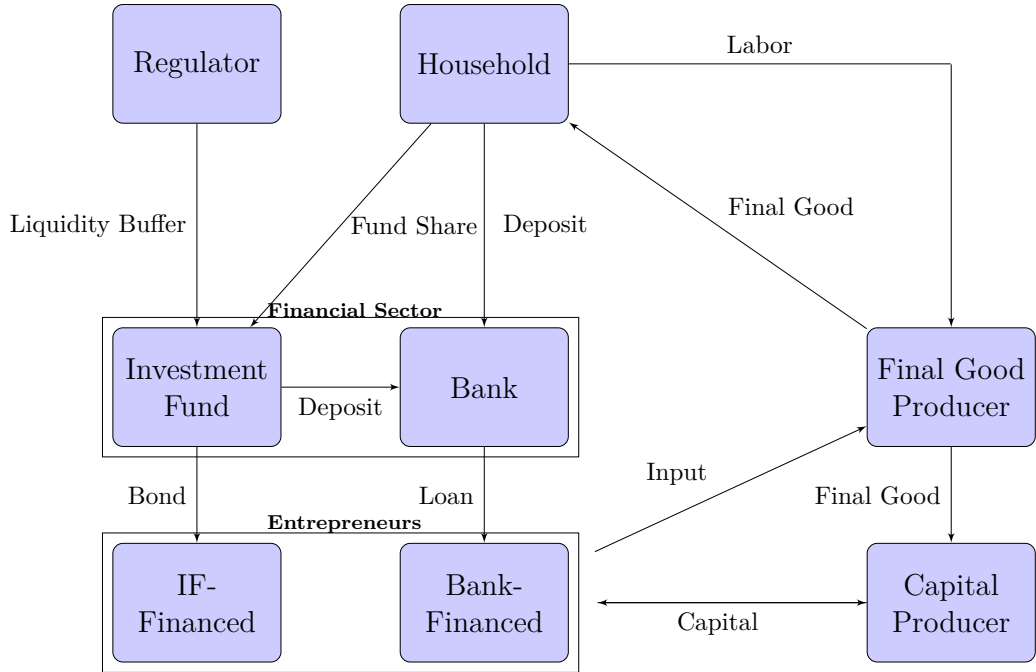 Regulator
Household
Labor
Liquidity Buffer
Fund Share
Deposit
Final Good
Financial Sector
Investment
Fund
Deposit
Bank
Final Good
Producer
Bond
Loan
Input
Final Good
Entrepreneurs
IF-
Financed
Bank-
Financed
Capital
Capital
Producer